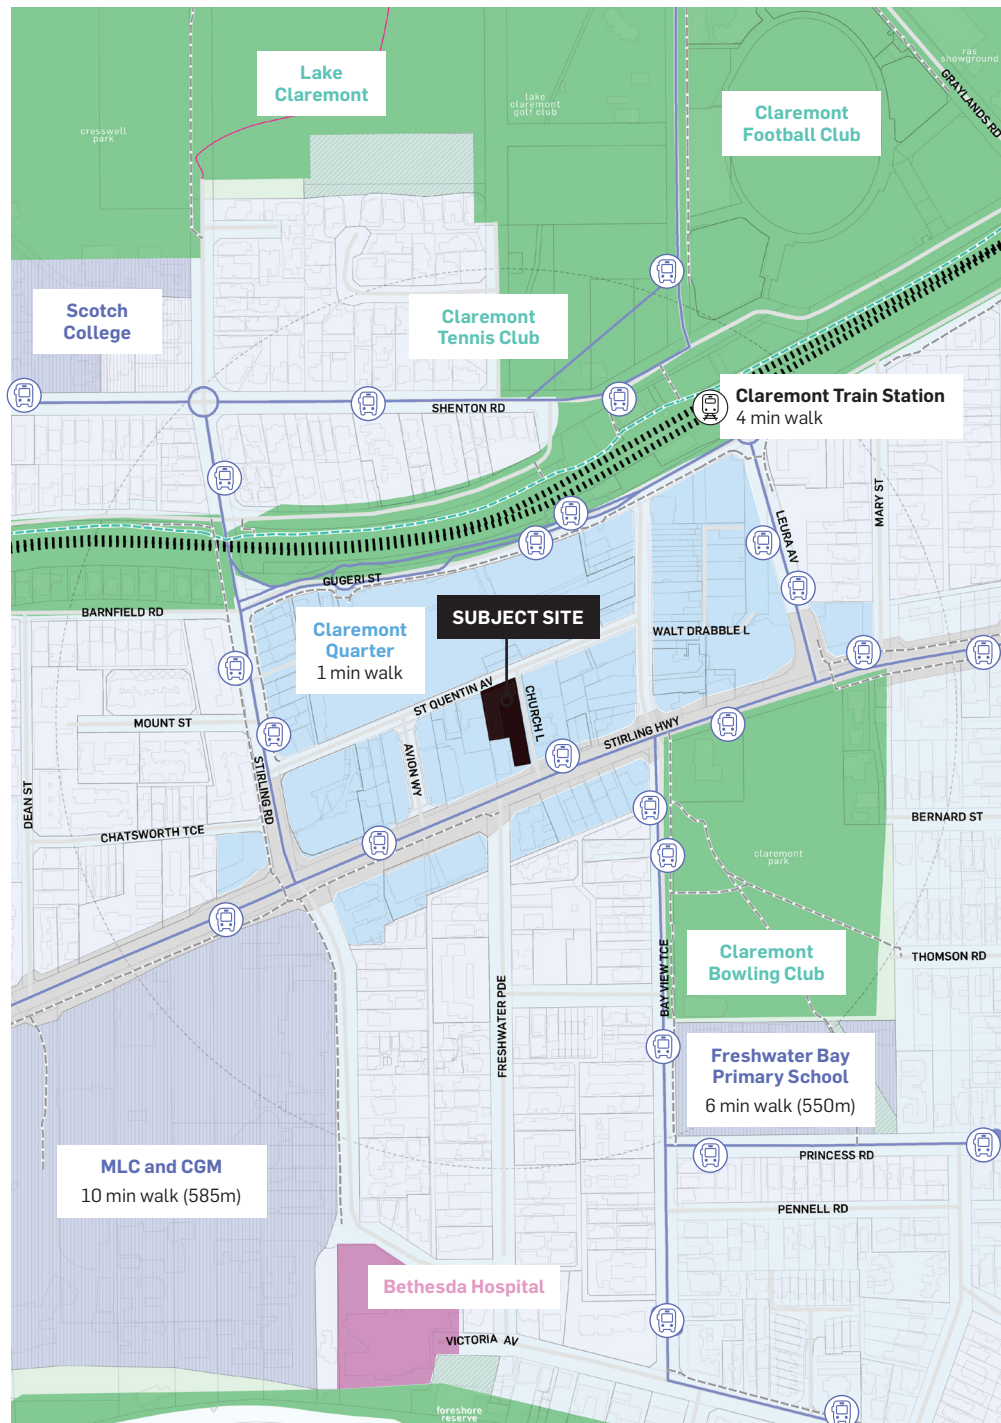 ras
showground
GRAYLANDS RD
Lake
Claremont
lake
claremont
golf club
Claremont
Football Club
cresswell
park
Scotch
College
Claremont
Tennis Club
Claremont Train Station
4 min walk
SHENTON RD
MARY ST
LEURA AV
GUGERI ST
BARNFIELD RD
Claremont
Quarter
1 min walk
SUBJECT SITE
WALT DRABBLE L
ST QUENTIN AV
CHURCH L
MOUNT ST
STIRLING HWY
AVION WY
STIRLING RD
DEAN ST
CHATSWORTH TCE
BERNARD ST
claremont
park
Claremont
Bowling Club
THOMSON RD
BAY VIEW TCE
FRESHWATER PDE
Freshwater Bay
Primary School
6 min walk (550m)
MLC and CGM
10 min walk (585m)
PRINCESS RD
PENNELL RD
Bethesda Hospital
VICTORIA AV
foreshore
reserve